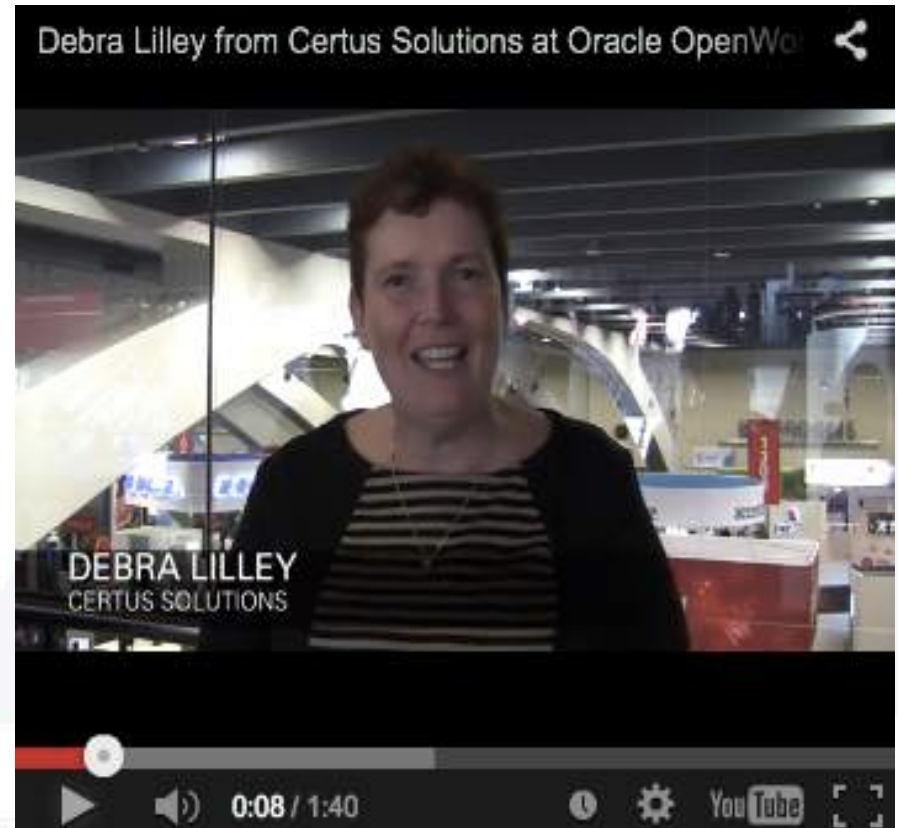 Debra Lilley from Certus Solutions at Oracle OpenWo
DEBRA LILLEY
CERTUS SOLUTIONS
0:08 / 1:40
YouTube